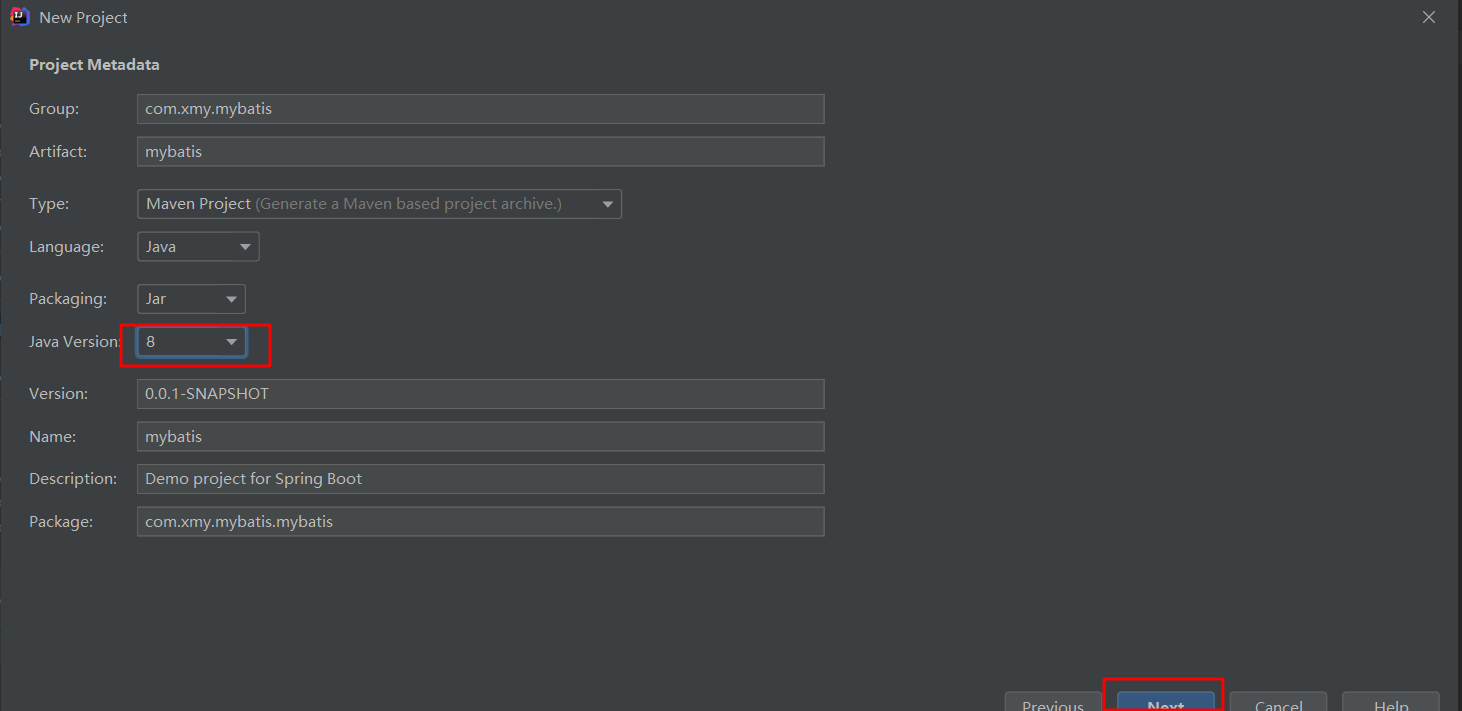 New Project
Project Metadata
Group: com.xmy.mybatis
Artifact: mybatis
Type: Maven Project (Generate a Maven based project archive.)
Language: Java
Packaging: Jar
Java Version: 8
Version: 0.0.1-SNAPSHOT
Name: mybatis
Description: Demo project for Spring Boot
Package: com.xmy.mybatis.mybatis
Previous Next Cancel Help